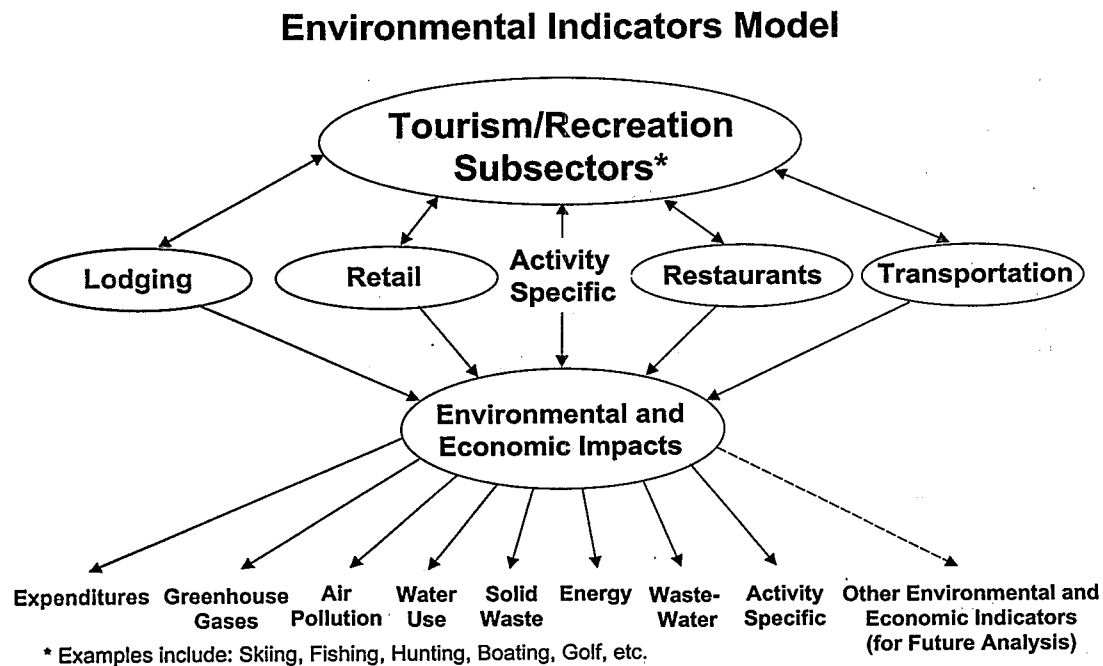 Environmental Indicators Model
Tourism/Recreation
Subsectors*
Lodging
Retail
Activity
Specific
Restaurants
Transportation
Environmental and
Economic Impacts
Expenditures
Greenhouse
Gases
Air
Pollution
Water
Use
Solid
Waste
Energy
Waste-
Water
Activity
Specific
Other Environmental and
Economic Indicators
(for Future Analysis)
* Examples include: Skiing, Fishing, Hunting, Boating, Golf, etc.